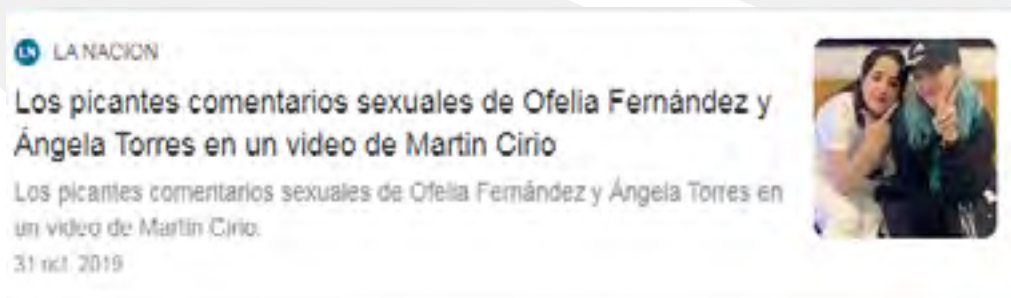 LN LA NACION
Los picantes comentarios sexuales de Ofelia Fernández y
Ángela Torres en un video de Martin Cirio
Los picantes comentarios sexuales de Ofelia Fernández y Ángela Torres en
un video de Martin Cirio.
31 oct. 2019